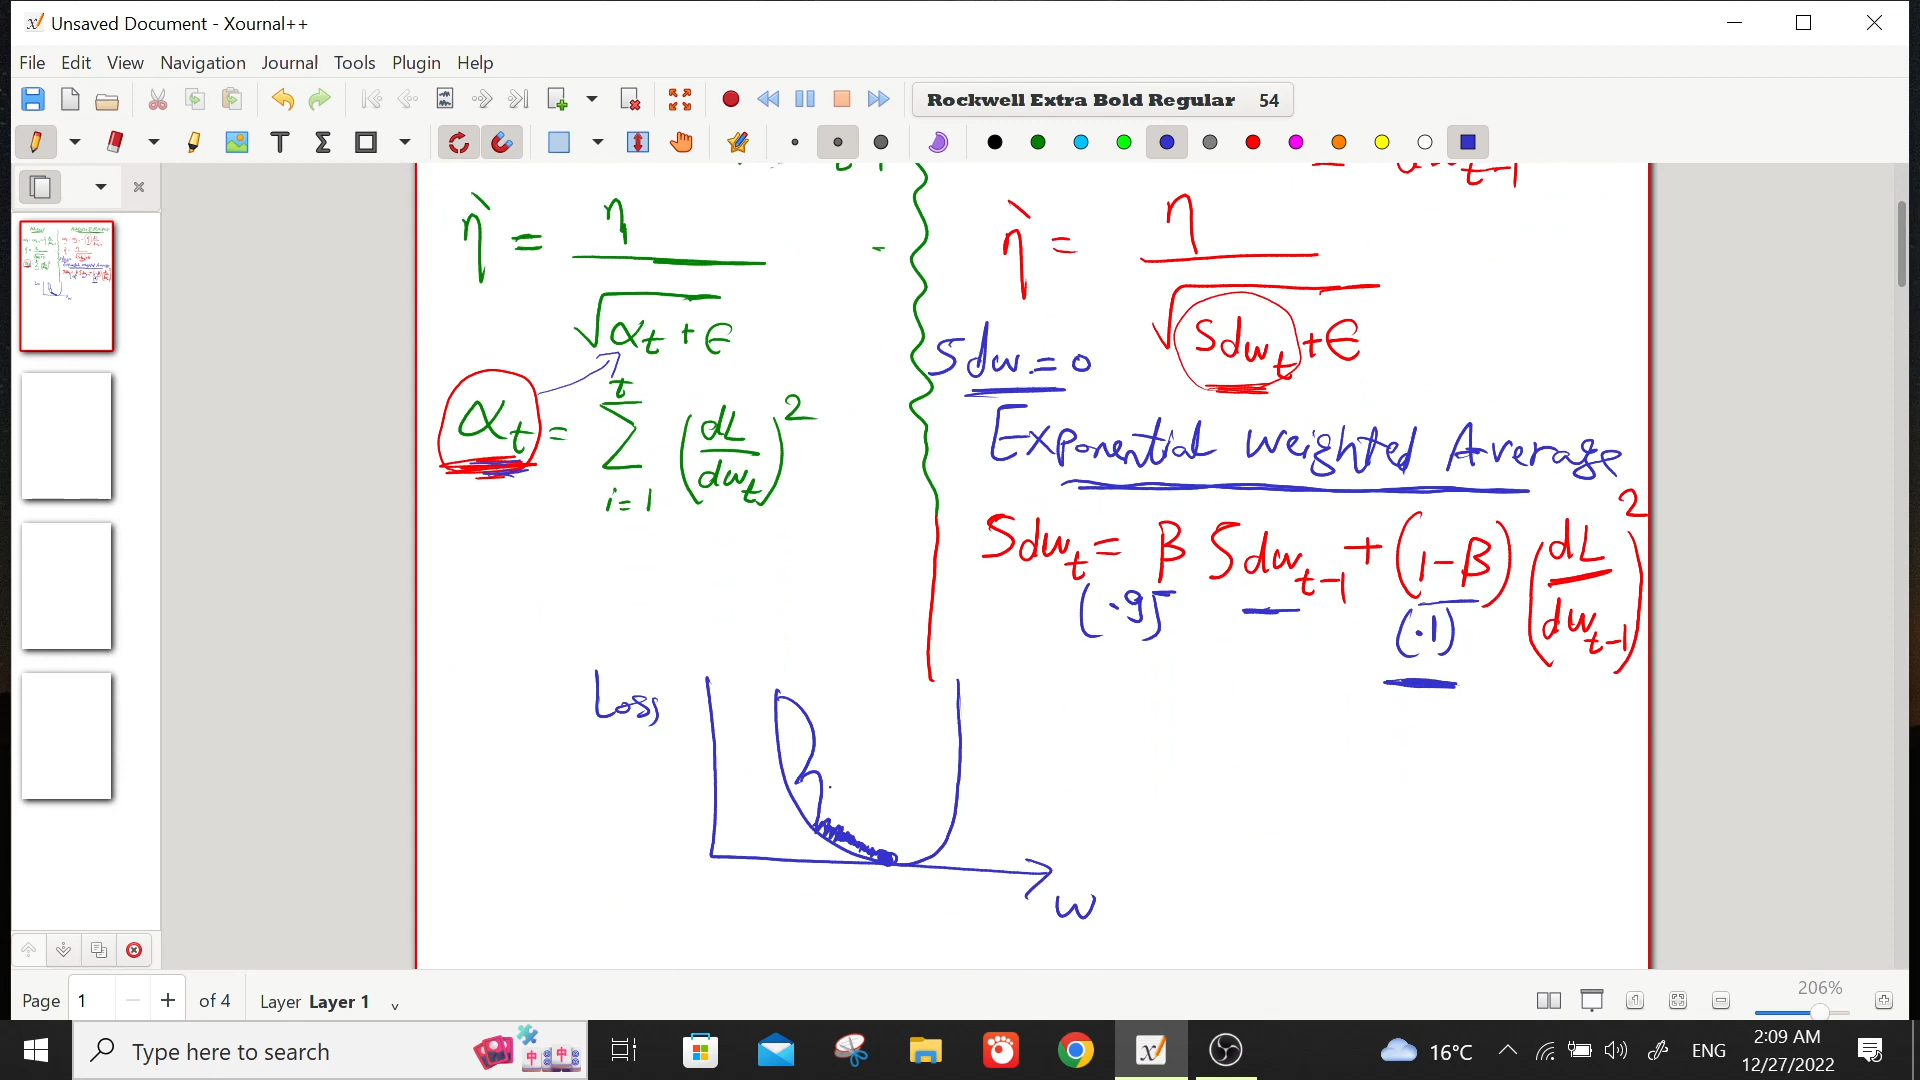 Unsaved Document - Xournal++
File Edit View Navigation Journal Tools Plugin Help
Rockwell Extra Bold Regular 54
t-1
ὴ = η / √(αt + ϵ)
αt = Σ i=1 t (dL/dwt)²
ὴ = η / √(Sdwt + ϵ)
Sdw = 0
Exponential Weighted Average
Sdwt = β Sdwt-1 + (1-β) (dL/dwt-1)²
(.95
(.1)
Loss
w
Page 1 of 4 Layer Layer 1
206%
Type here to search
16°C
ENG
2:09 AM
12/27/2022